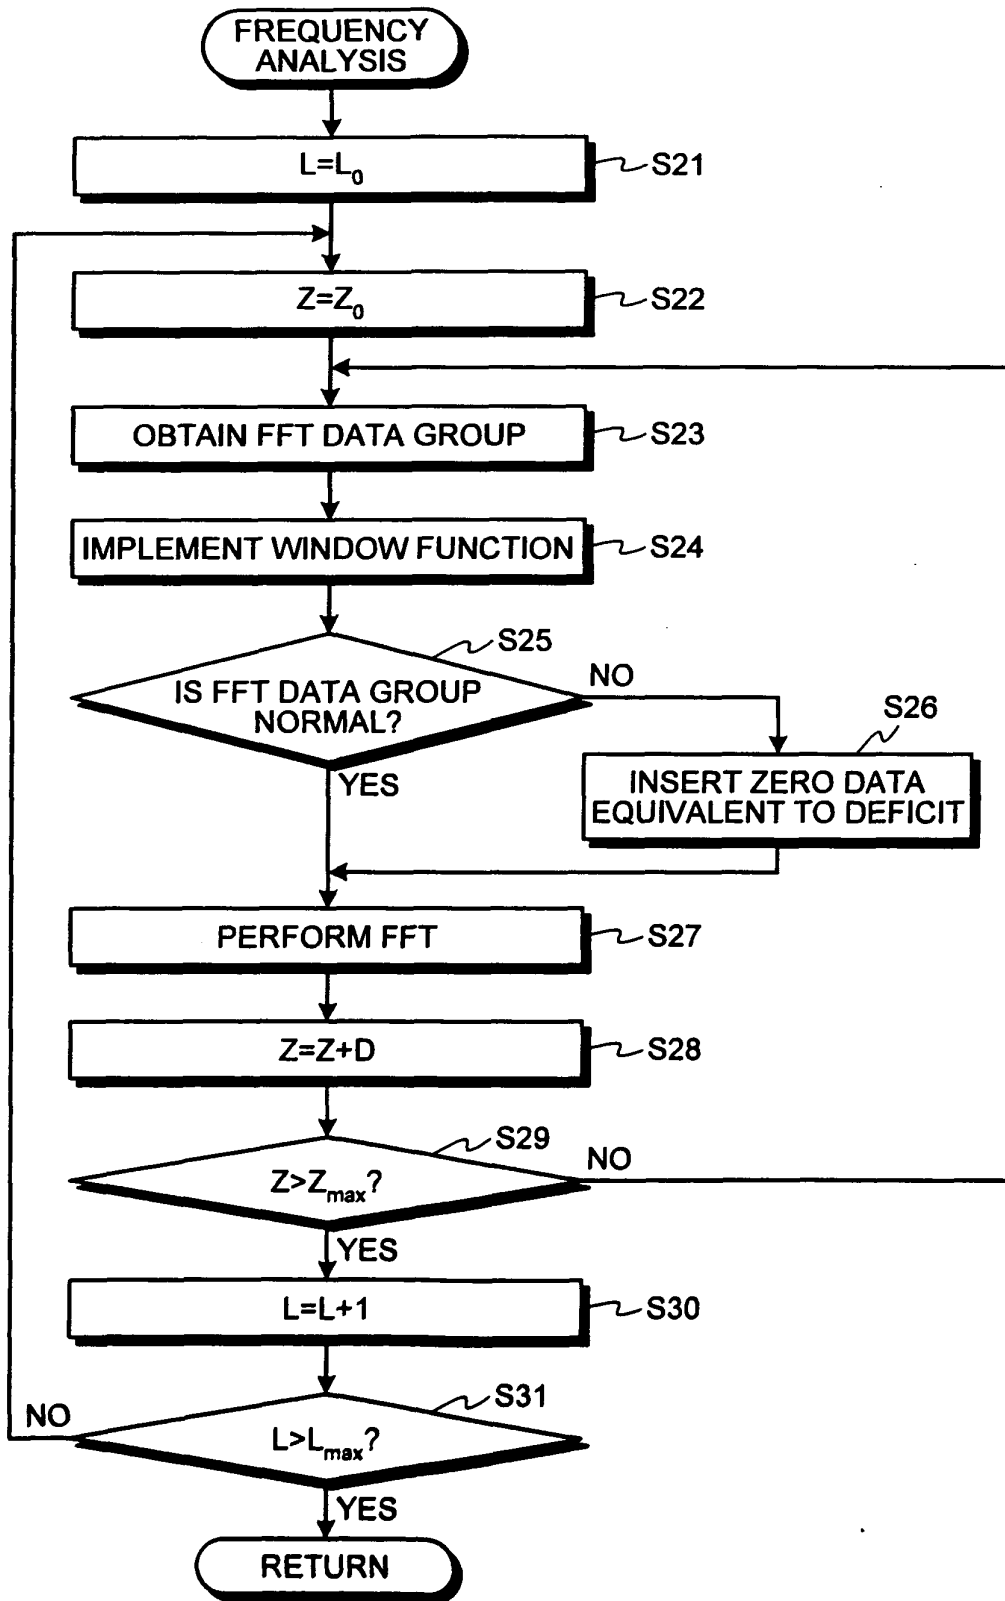 FREQUENCY
ANALYSIS
L=L₀
S21
Z=Z₀
S22
OBTAIN FFT DATA GROUP
S23
IMPLEMENT WINDOW FUNCTION
S24
S25
IS FFT DATA GROUP
NORMAL?
NO
YES
S26
INSERT ZERO DATA
EQUIVALENT TO DEFICIT
PERFORM FFT
S27
Z=Z+D
S28
S29
Z>Zmax?
NO
YES
L=L+1
S30
S31
L>Lmax?
NO
YES
RETURN